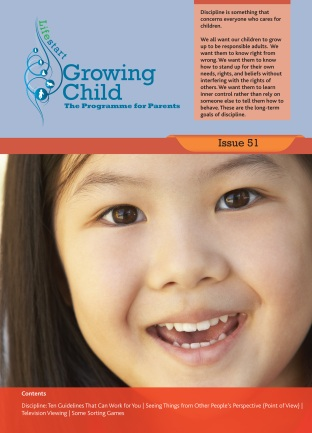 Lifestart
Growing
Child
The Programme for Parents
Discipline is something that
concerns everyone who cares for
children.
We all want our children to grow
up to be responsible adults. We
want them to know right from
wrong. We want them to know
how to stand up for their own
needs, rights, and beliefs without
interfering with the rights of
others. We want them to learn
inner control rather than rely on
someone else to tell them how to
behave. These are the long-term
goals of discipline.
Issue 51
Contents
Discipline: Ten Guidelines That Can Work for You | Seeing Things From Other People's Perspective (Point of View) |
Television Viewing | Some Sorting Games